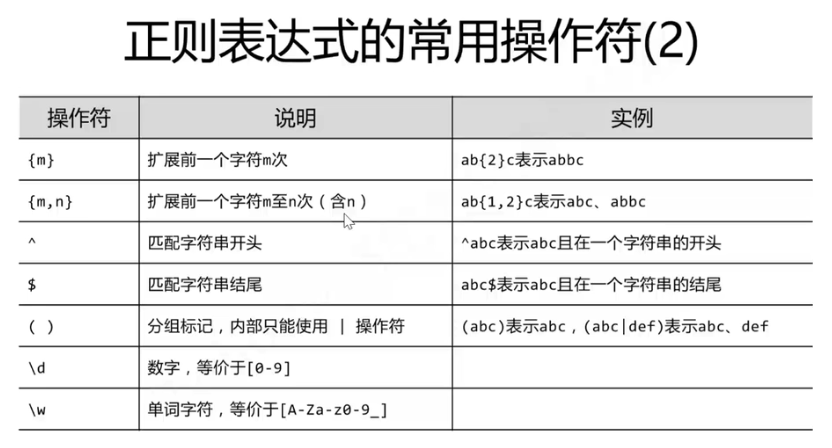 正则表达式的常用操作符(2)
操作符 说明 实例
{m} 扩展前一个字符m次 ab{2}c表示abbc
{m,n} 扩展前一个字符m至n次（含n） ab{1,2}c表示abc、abbc
^ 匹配字符串开头 ^abc表示abc且在一个字符串的开头
$ 匹配字符串结尾 abc$表示abc且在一个字符串的结尾
( ) 分组标记，内部只能使用 | 操作符 (abc)表示abc，(abc|def)表示abc、def
\d 数字，等价于[0-9]
\w 单词字符，等价于[A-Za-z0-9_]